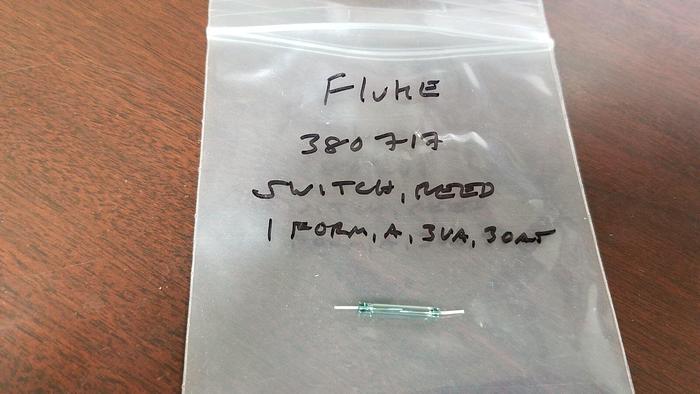 FLUKE
380717
SWITCH, REED
1 FORM, A, 3VA, 30AT